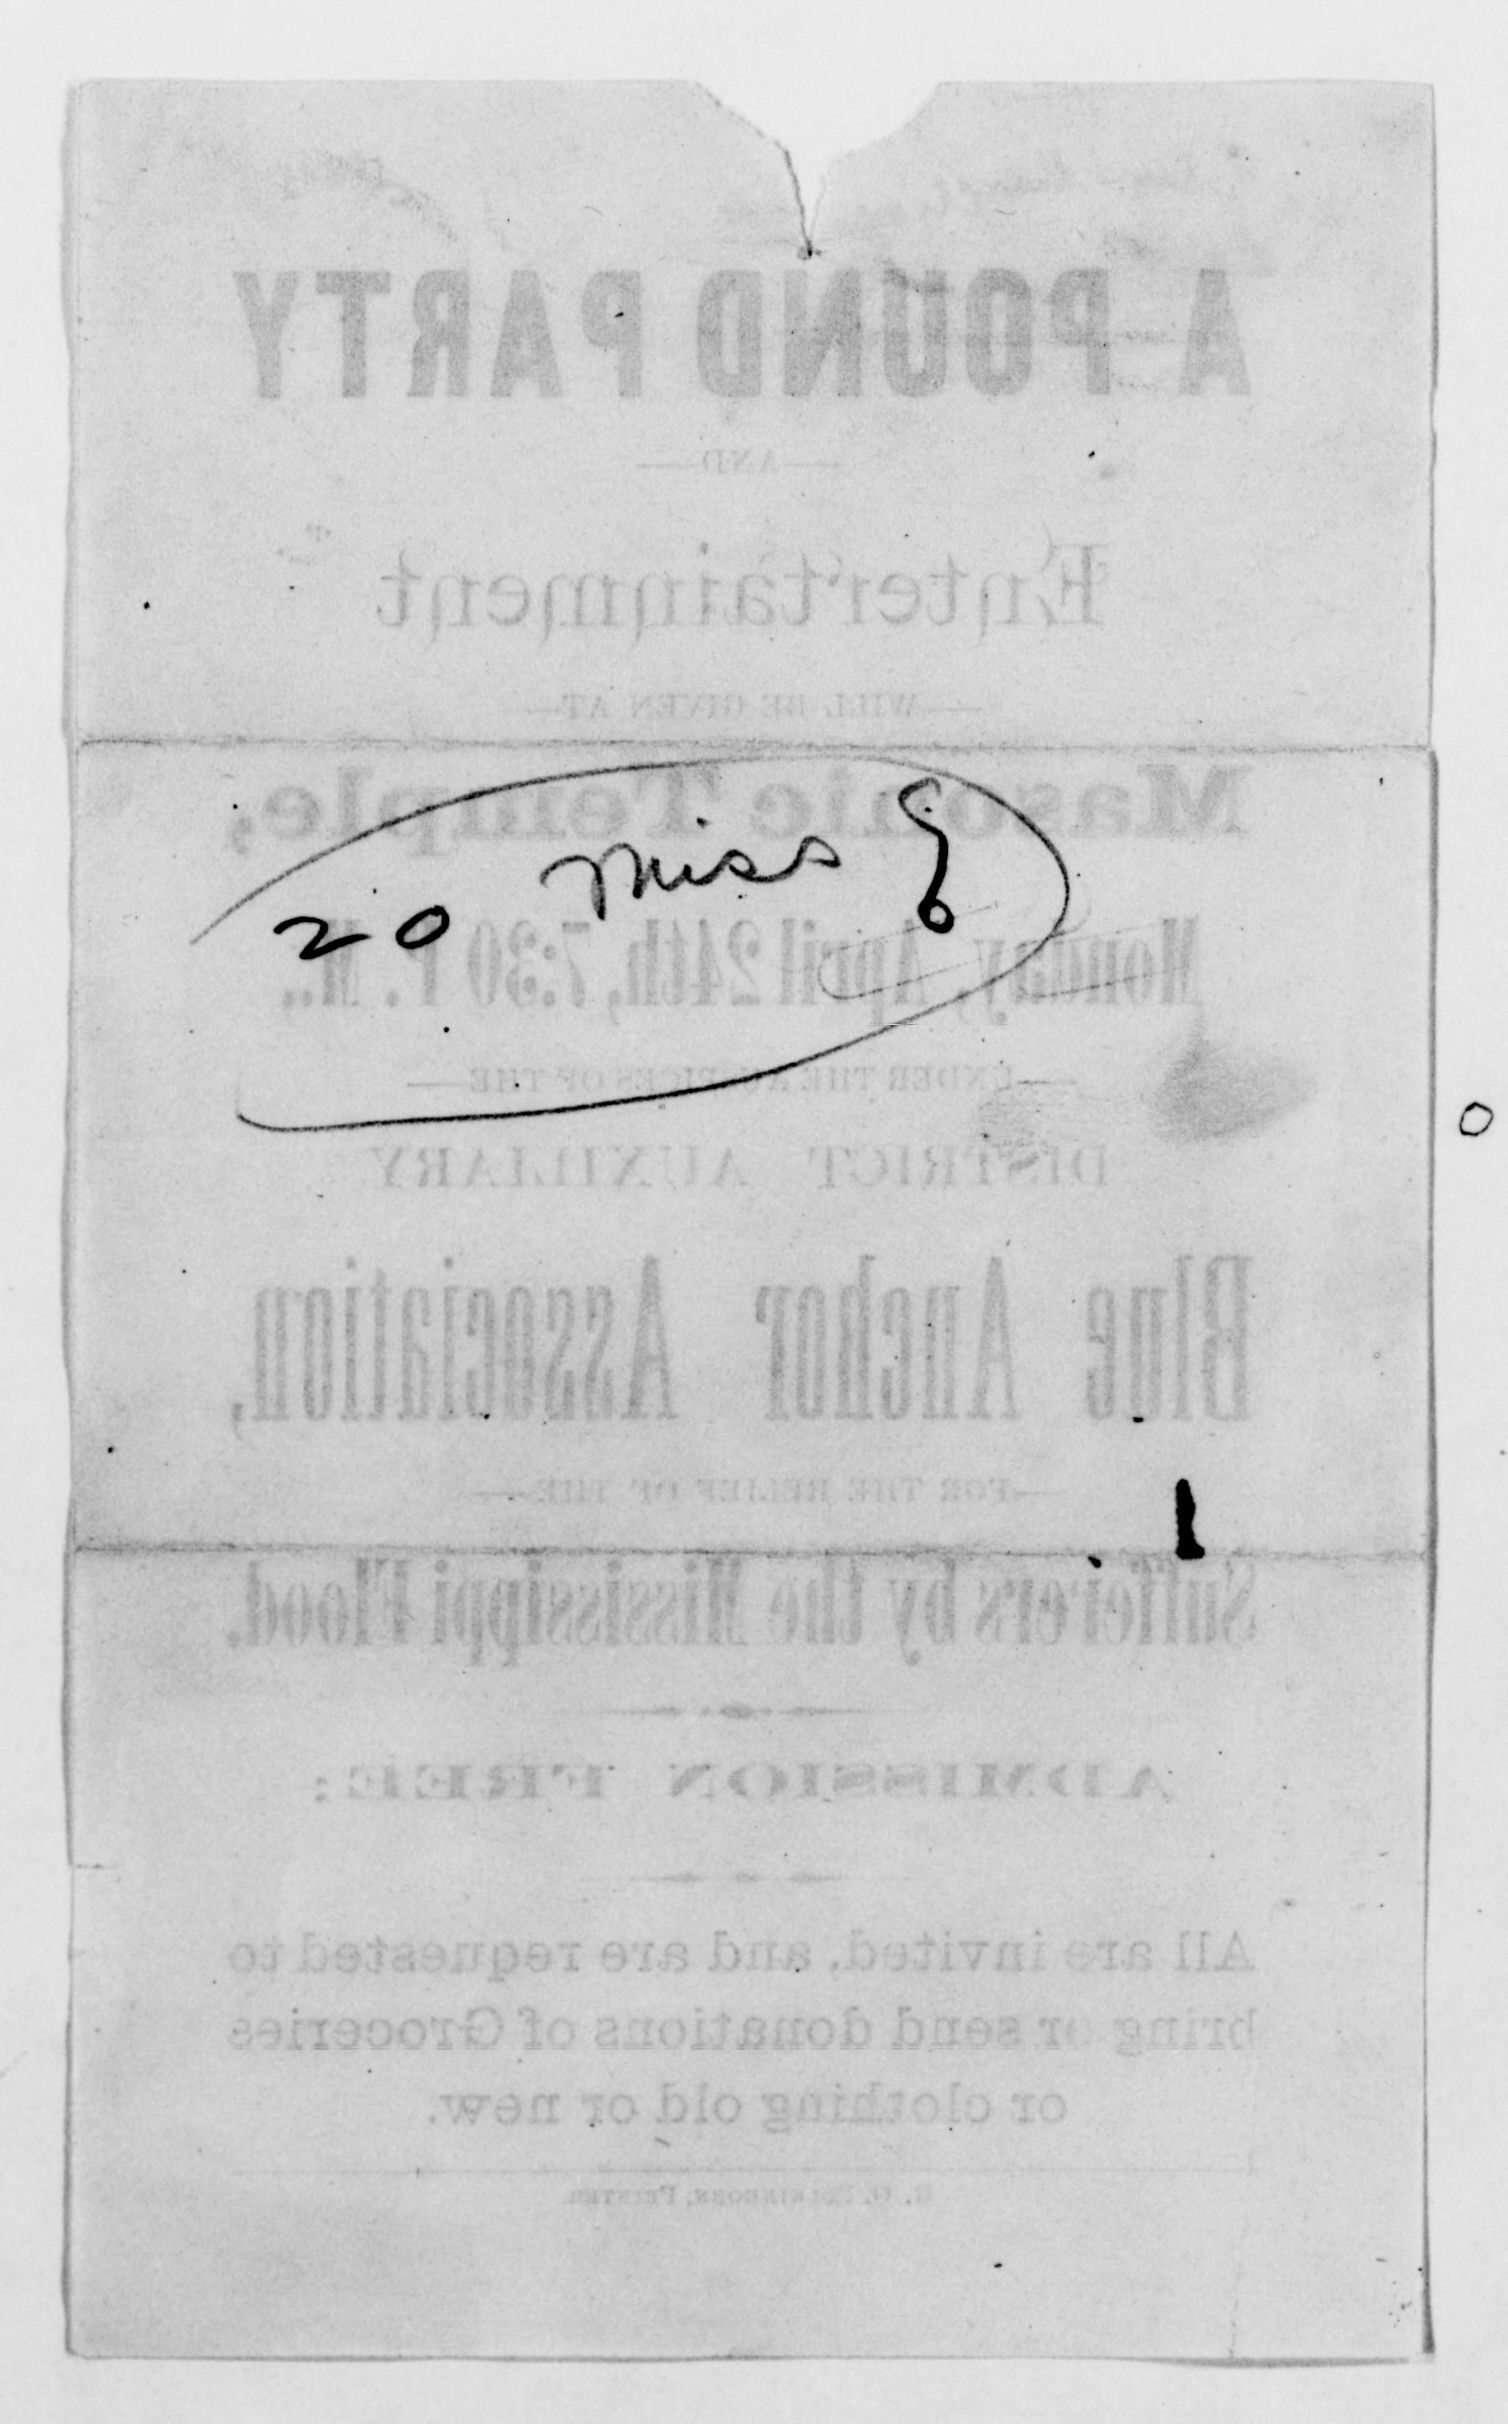 A POUND PARTY
—AND—
Entertainment
—WILL BE GIVEN AT—
Masonic Temple,
20 Miss
Monday, April 24th, 7:30 P. M.,
—UNDER THE AUSPICES OF THE—
DISTRICT AUXILIARY
Blue Anchor Association,
—FOR THE RELIEF OF THE—
Sufferers by the Mississippi Flood.
ADMISSION FREE:
All are invited, and are requested to
bring or send donations of Groceries
or clothing old or new.
PRINTER.